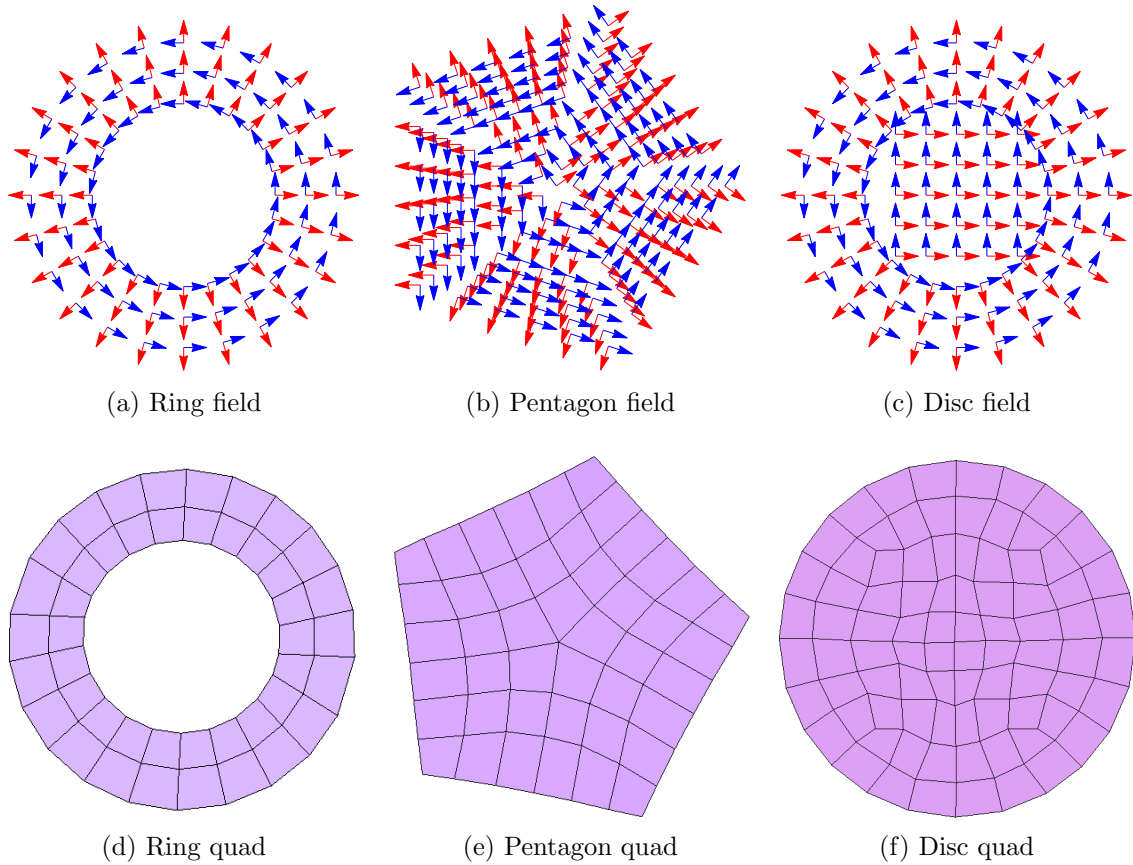 (a) Ring field
(b) Pentagon field
(c) Disc field
(d) Ring quad
(e) Pentagon quad
(f) Disc quad